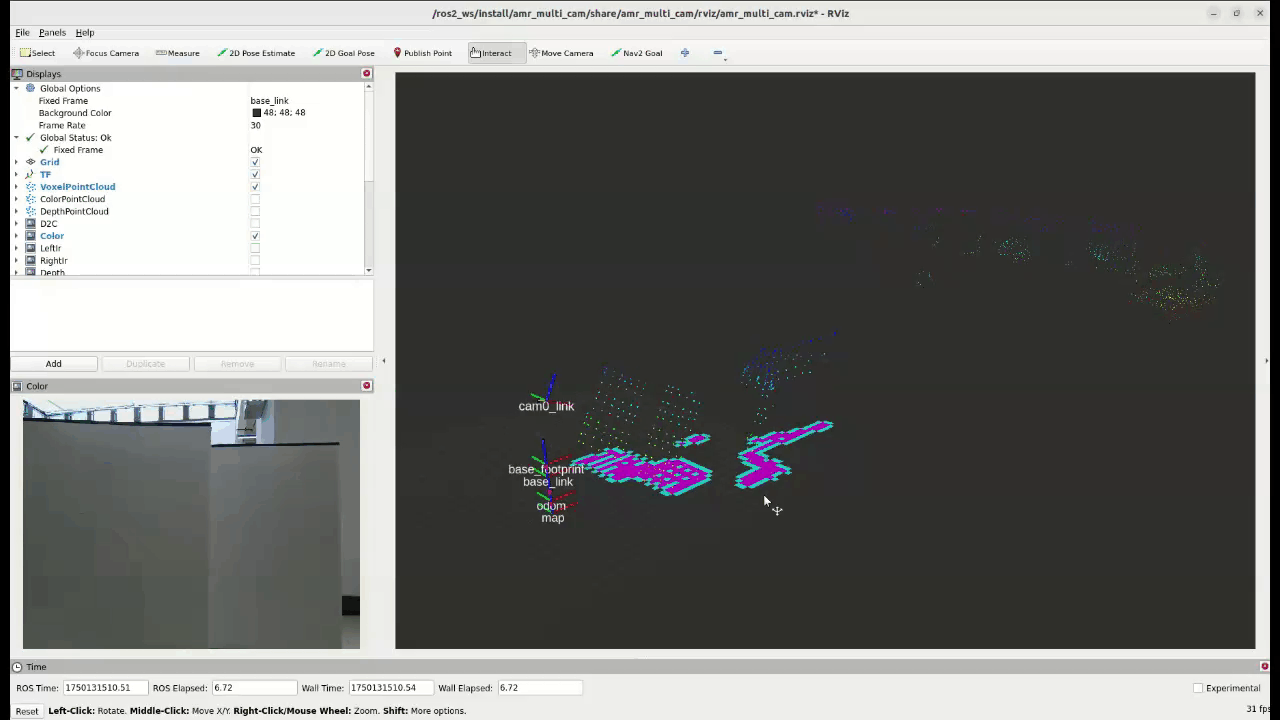 /ros2_ws/install/amr_multi_cam/share/amr_multi_cam/rviz/amr_multi_cam.rviz* - RViz
File Panels Help
Select Focus Camera Measure 2D Pose Estimate 2D Goal Pose Publish Point Interact Move Camera Nav2 Goal
Displays
Global Options
Fixed Frame base_link
Background Color 48; 48; 48
Frame Rate 30
Global Status: Ok
Fixed Frame OK
Grid
TF
VoxelPointCloud
ColorPointCloud
DepthPointCloud
D2C
Color
LeftIr
RightIr
Depth
Add Duplicate Remove Rename
Color
cam0_link
base_footprint
base_link
odom
map
Time
ROS Time: 1750131510.51 ROS Elapsed: 6.72 Wall Time: 1750131510.54 Wall Elapsed: 6.72 Experimental
Reset Left-Click: Rotate. Middle-Click: Move X/Y. Right-Click/Mouse Wheel: Zoom. Shift: More options. 31 fps